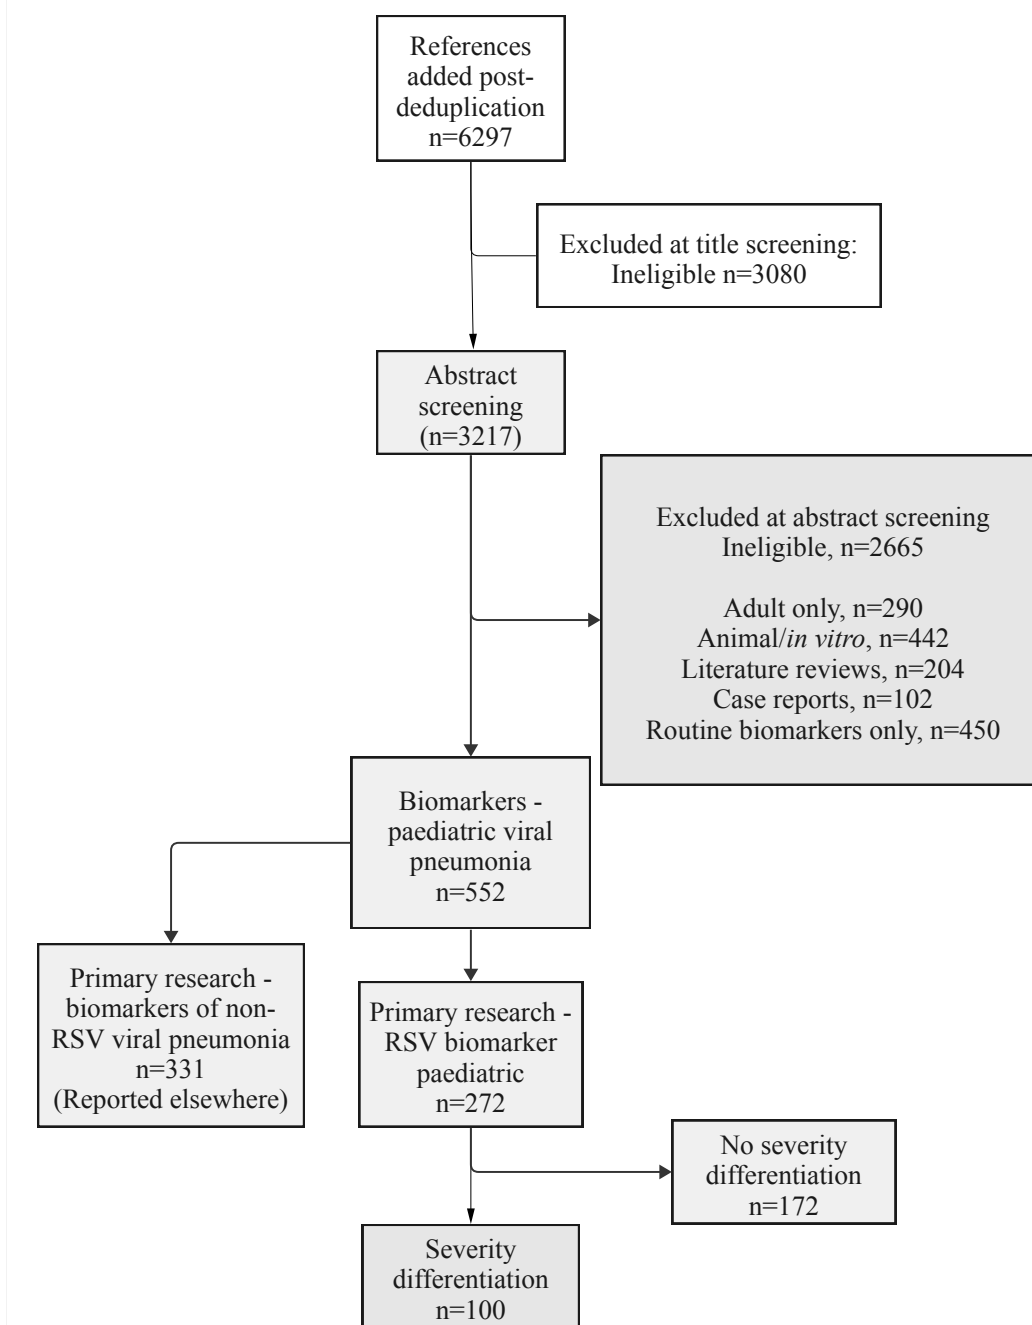 References
added post-
deduplication
n=6297
Excluded at title screening:
Ineligible n=3080
Abstract
screening
(n=3217)
Excluded at abstract screening
Ineligible, n=2665
Adult only, n=290
Animal/in vitro, n=442
Literature reviews, n=204
Case reports, n=102
Routine biomarkers only, n=450
Biomarkers -
paediatric viral
pneumonia
n=552
Primary research -
biomarkers of non-
RSV viral pneumonia
n=331
(Reported elsewhere)
Primary research -
RSV biomarker
paediatric
n=272
No severity
differentiation
n=172
Severity
differentiation
n=100